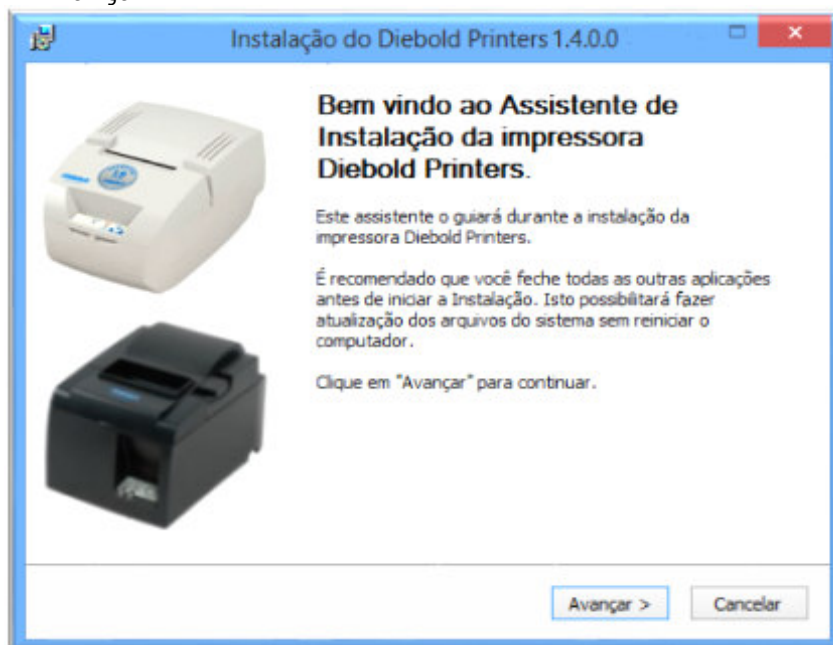 Instalação do Diebold Printers 1.4.0.0
Bem vindo ao Assistente de
Instalação da impressora
Diebold Printers.
Este assistente o guiará durante a instalação da
impressora Diebold Printers.
É recomendado que você feche todas as outras aplicações
antes de iniciar a Instalação. Isto possibilitará fazer
atualização dos arquivos do sistema sem reiniciar o
computador.
Clique em "Avançar" para continuar.
Avançar >
Cancelar